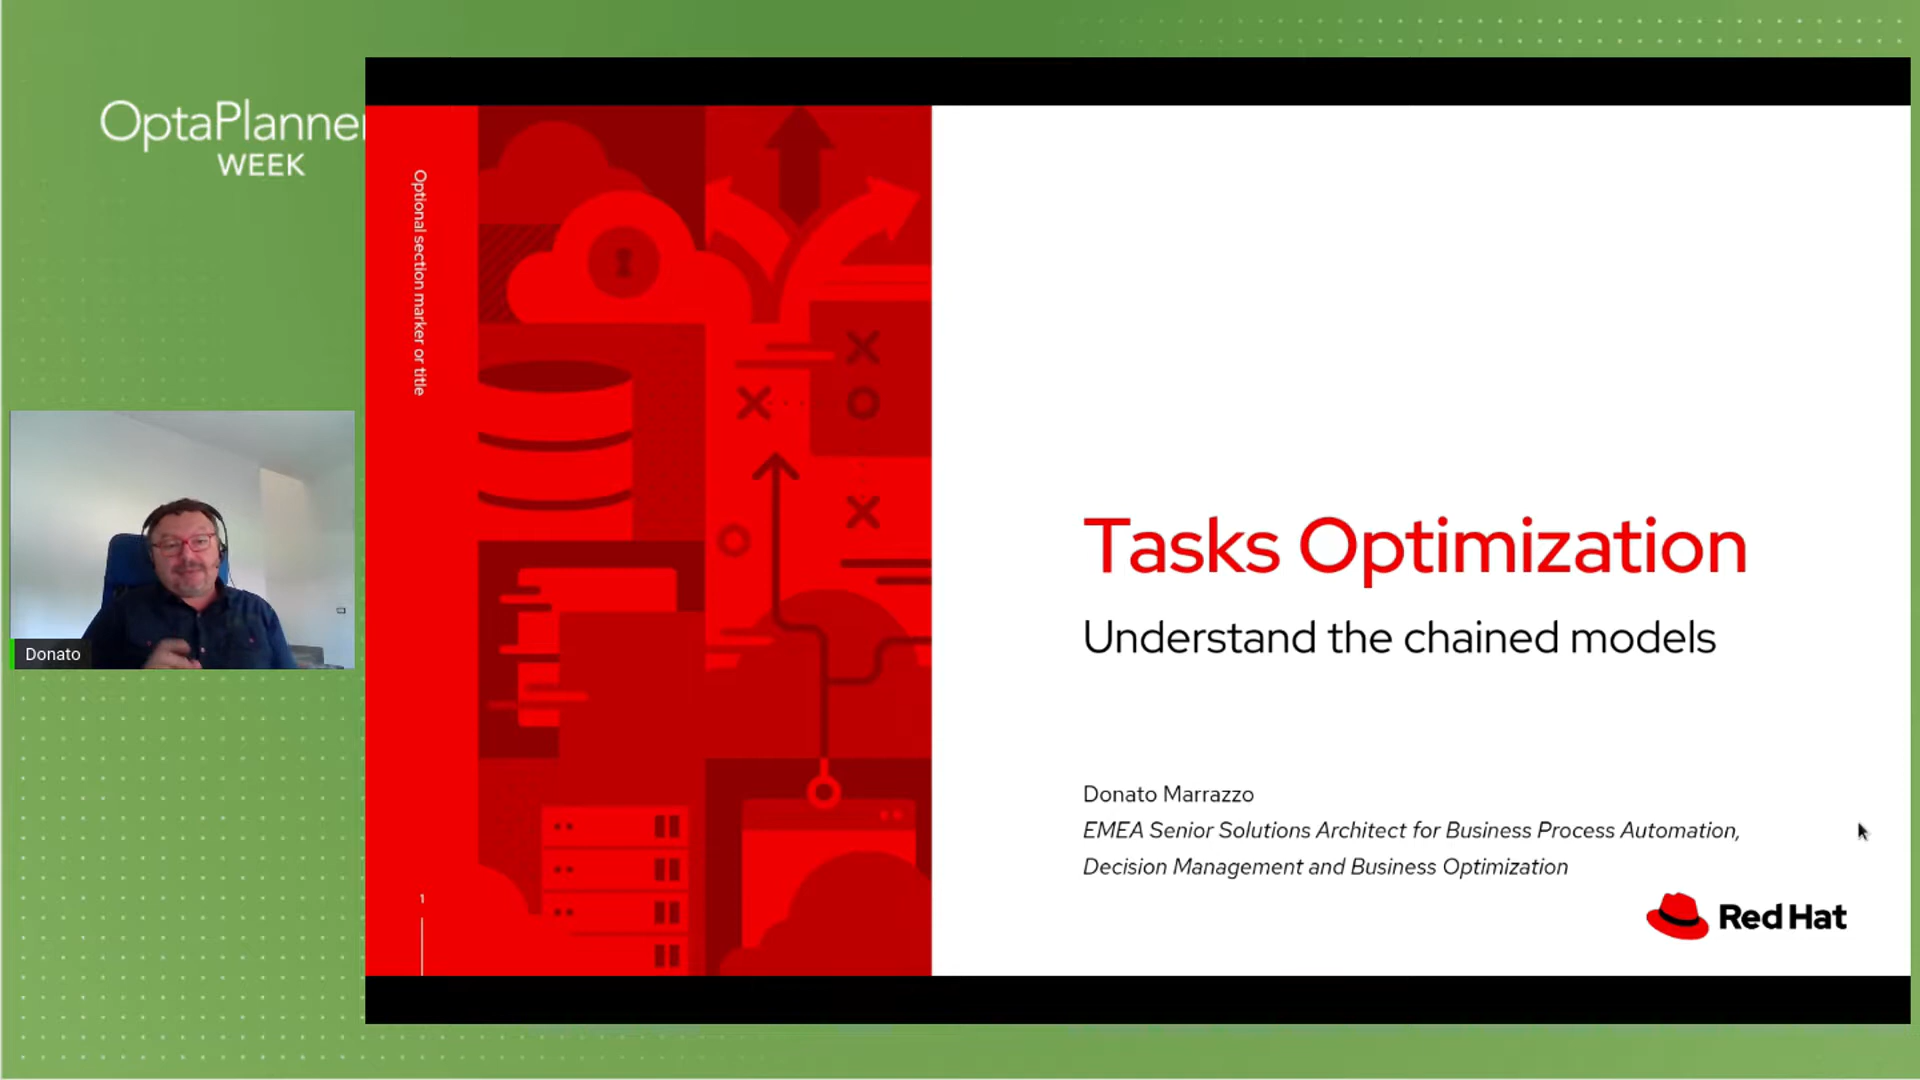 OptaPlanner
WEEK
Optional section marker or title
Donato
Tasks Optimization
Understand the chained models
Donato Marrazzo
EMEA Senior Solutions Architect for Business Process Automation,
Decision Management and Business Optimization
Red Hat
1